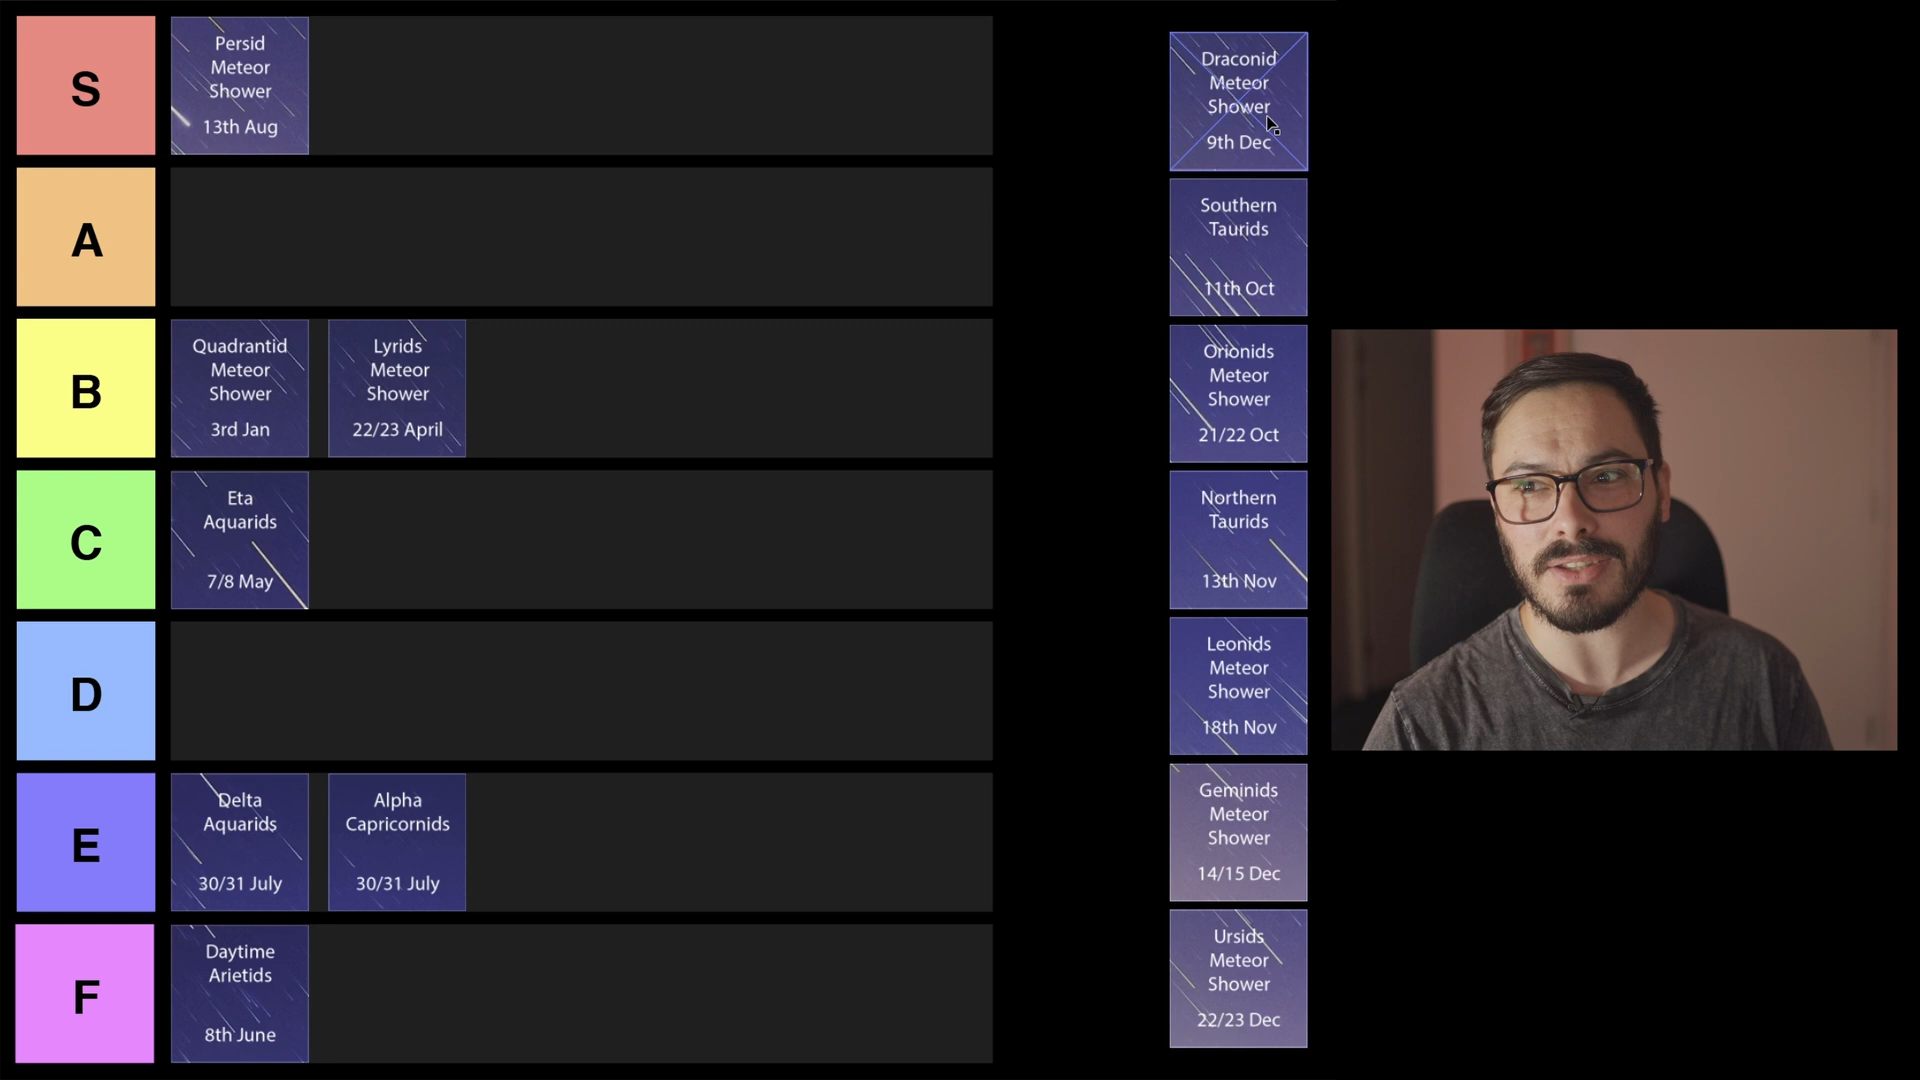 S
Persid
Meteor
Shower
13th Aug
A
B
Quadrantid
Meteor
Shower
3rd Jan
Lyrids
Meteor
Shower
22/23 April
C
Eta
Aquarids
7/8 May
D
E
Delta
Aquarids
30/31 July
Alpha
Capricornids
30/31 July
F
Daytime
Arietids
8th June
Draconid
Meteor
Shower
9th Dec
Southern
Taurids
11th Oct
Orionids
Meteor
Shower
21/22 Oct
Northern
Taurids
13th Nov
Leonids
Meteor
Shower
18th Nov
Geminids
Meteor
Shower
14/15 Dec
Ursids
Meteor
Shower
22/23 Dec